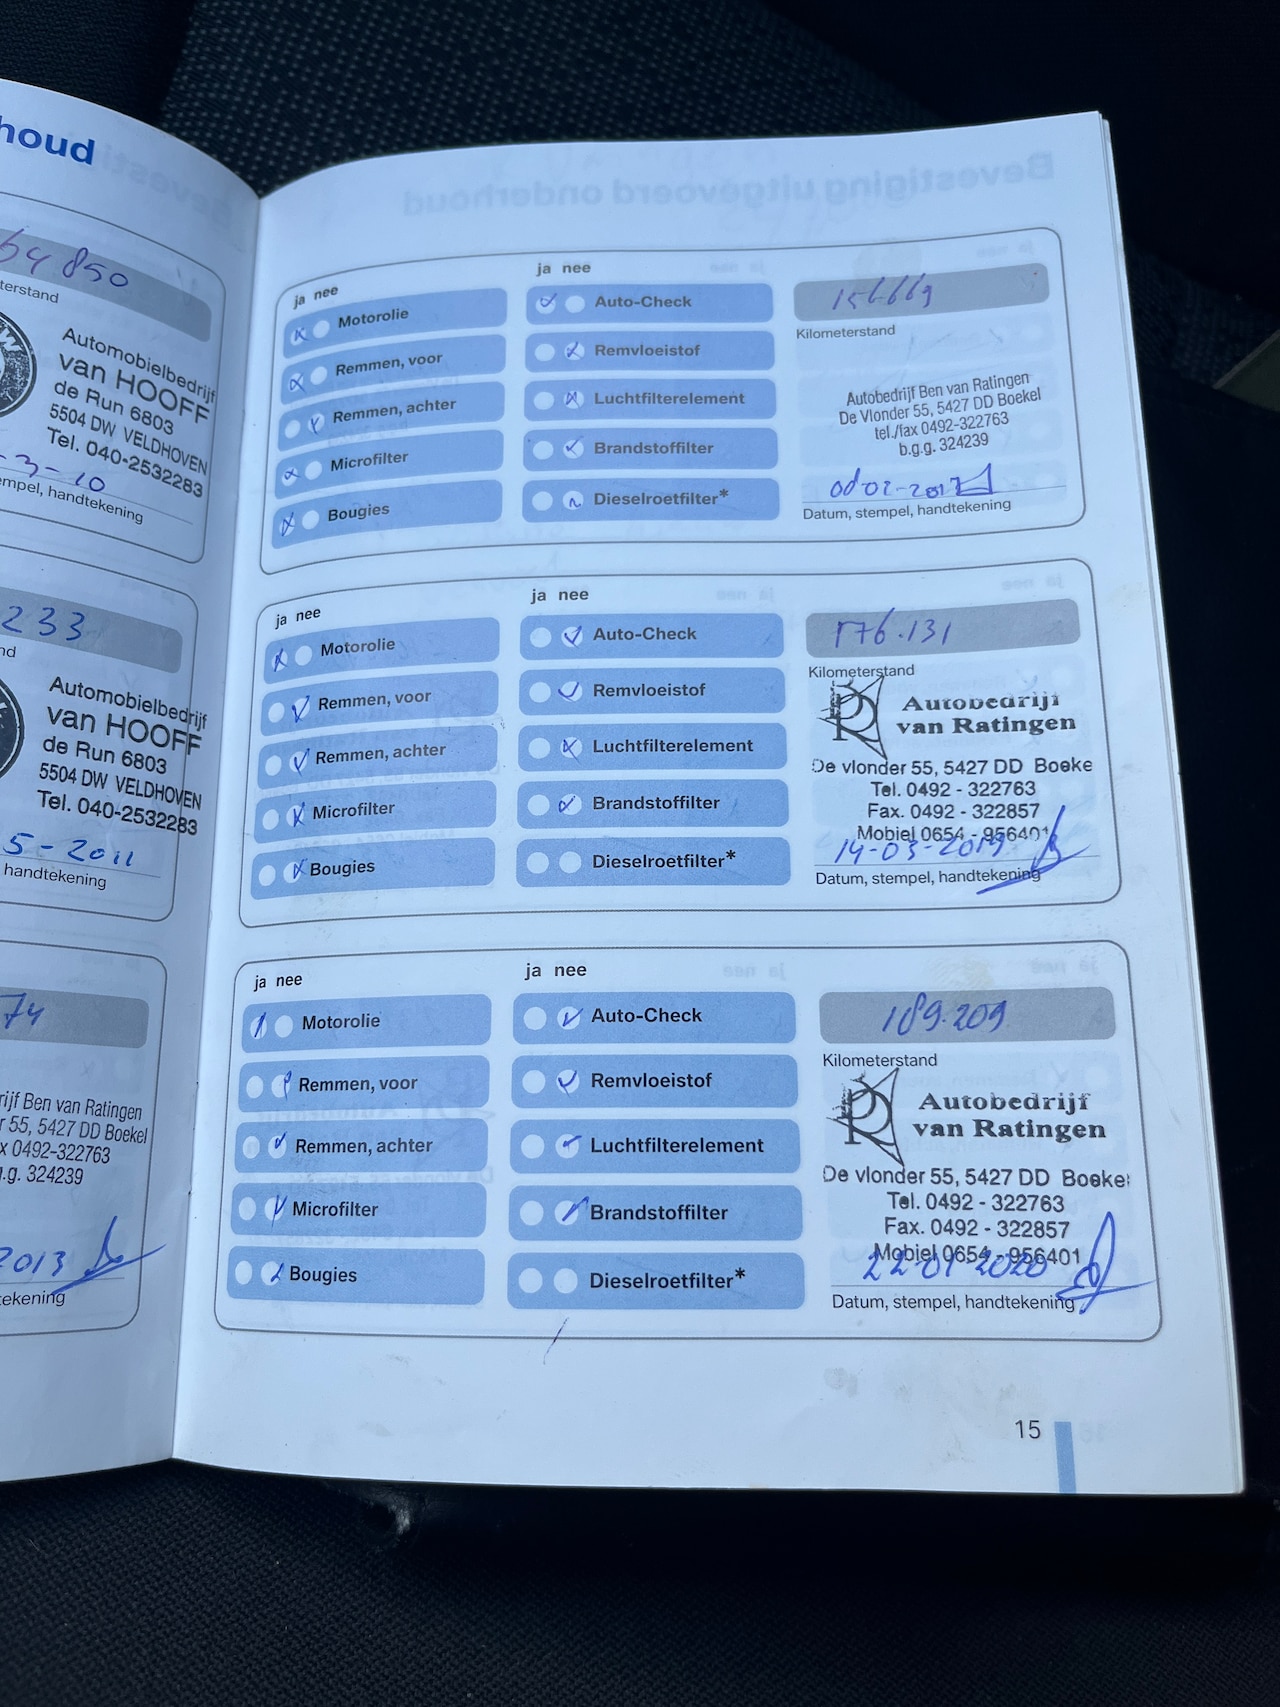 houd
64850
terstand
Automobielbedrijf
van HOOFF
de Run 6803
5504 DW VELDHOVEN
Tel. 040-2532283
-3-10
empel, handtekening
233
nd
Automobielbedrijf
van HOOFF
de Run 6803
5504 DW VELDHOVEN
Tel. 040-2532283
5-2011
handtekening
74
rijf Ben van Ratingen
r 55, 5427 DD Boekel
x 0492-322763
.g. 324239
2013
tekening
ja nee
Motorolie
Remmen, voor
Remmen, achter
Microfilter
Bougies
ja nee
Auto-Check
Remvloeistof
Luchtfilterelement
Brandstoffilter
Dieselroetfilter*
Kilometerstand
Autobedrijf Ben van Ratingen
De Vlonder 55, 5427 DD Boekel
tel./fax 0492-322763
b.g.g. 324239
Datum, stempel, handtekening
ja nee
Motorolie
Remmen, voor
Remmen, achter
Microfilter
Bougies
ja nee
Auto-Check
Remvloeistof
Luchtfilterelement
Brandstoffilter
Dieselroetfilter*
176.131
Kilometerstand
Autobedrijf
van Ratingen
De vlonder 55, 5427 DD Boeke
Tel. 0492 - 322763
Fax. 0492 - 322857
Mobiel 0654 - 956401
14-03-2019
Datum, stempel, handtekening
ja nee
Motorolie
Remmen, voor
Remmen, achter
Microfilter
Bougies
ja nee
Auto-Check
Remvloeistof
Luchtfilterelement
Brandstoffilter
Dieselroetfilter*
189.209
Kilometerstand
Autobedrijf
van Ratingen
De vlonder 55, 5427 DD Boekel
Tel. 0492 - 322763
Fax. 0492 - 322857
Mobiel 0654 - 956401
22-01-2020
Datum, stempel, handtekening
15